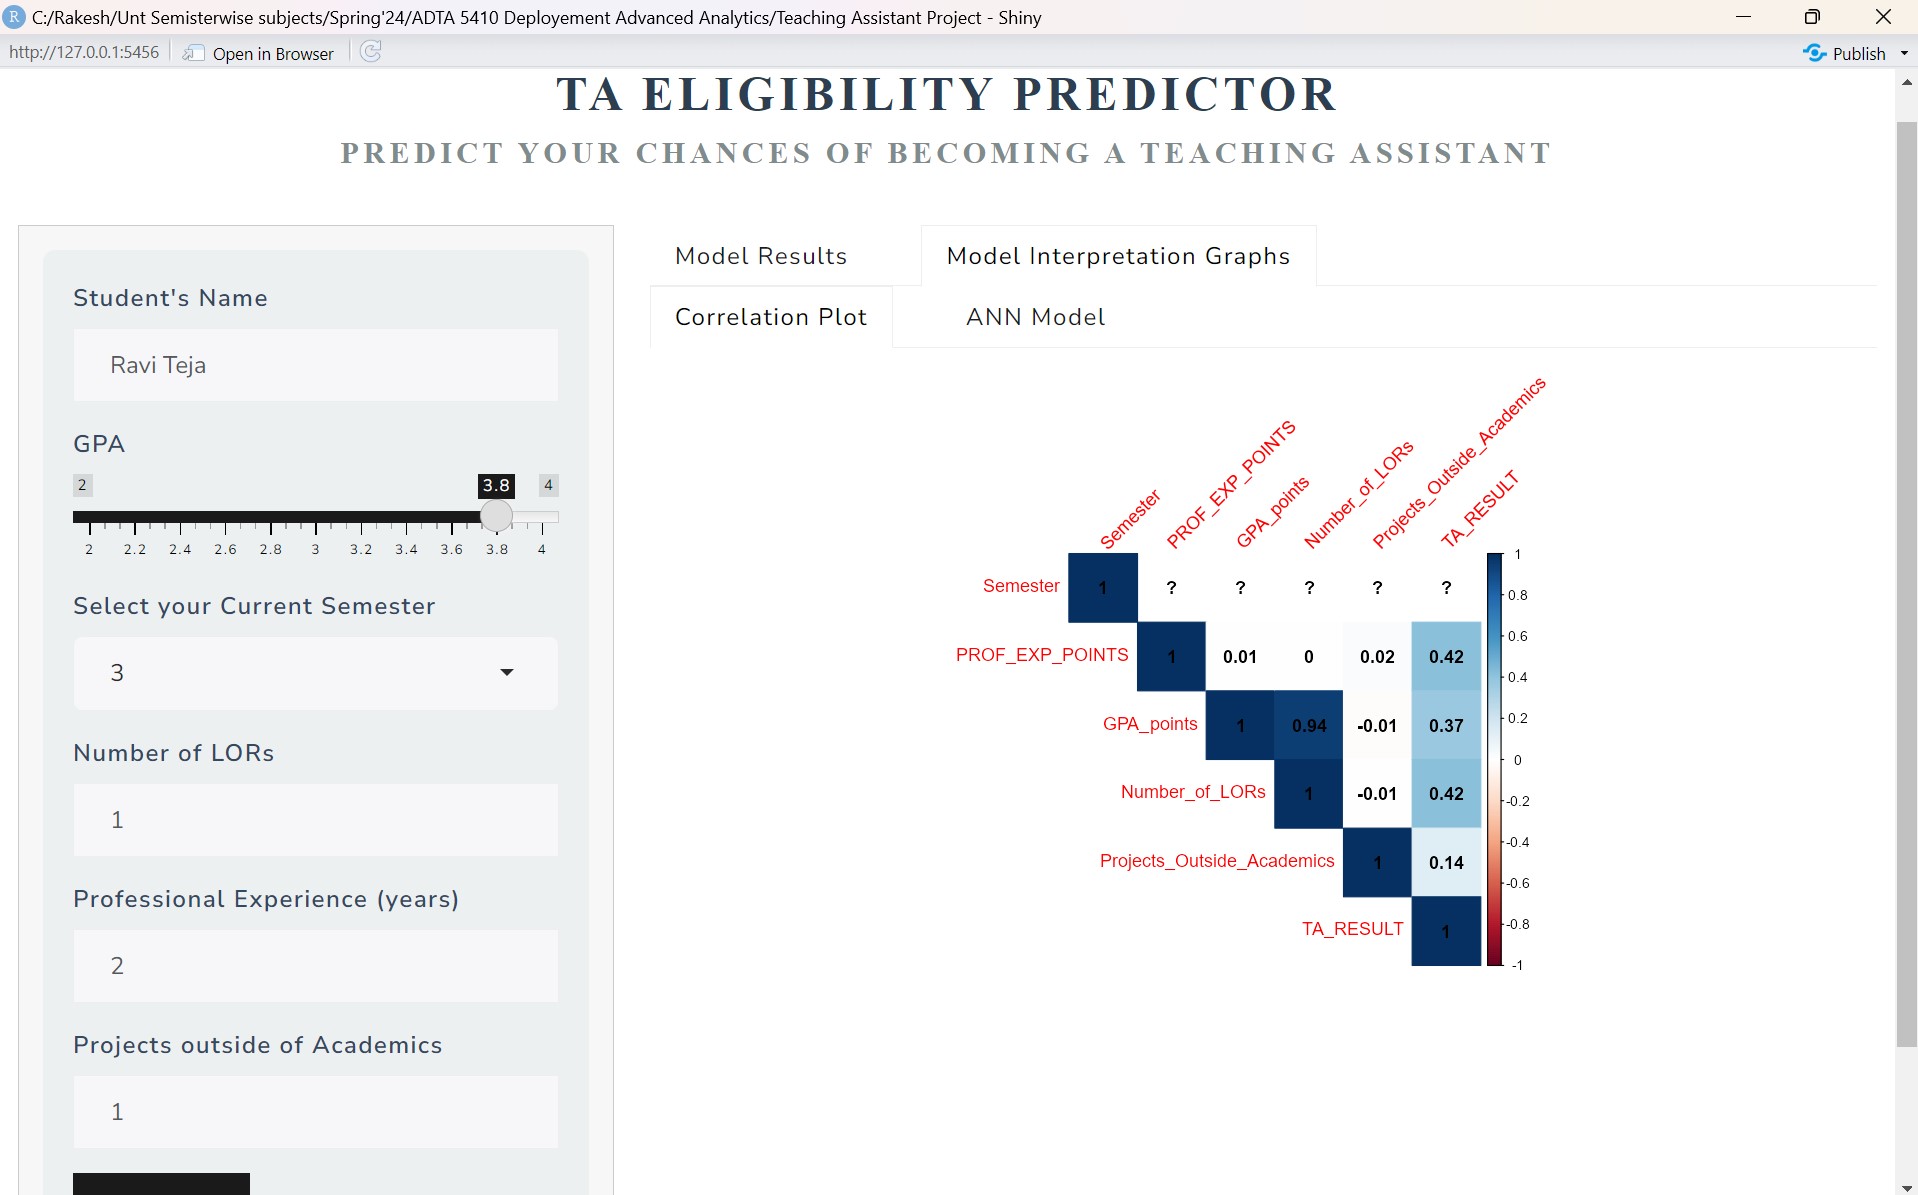 R C:/Rakesh/Unt Semisterwise subjects/Spring'24/ADTA 5410 Deployement Advanced Analytics/Teaching Assistant Project - Shiny
http://127.0.0.1:5456 Open in Browser Publish
TA ELIGIBILITY PREDICTOR
PREDICT YOUR CHANCES OF BECOMING A TEACHING ASSISTANT
Student's Name
Ravi Teja
GPA
2 3.8 4
2 2.2 2.4 2.6 2.8 3 3.2 3.4 3.6 3.8 4
Select your Current Semester
3
Number of LORs
1
Professional Experience (years)
2
Projects outside of Academics
1
Model Results Model Interpretation Graphs
Correlation Plot ANN Model
Semester PROF_EXP_POINTS GPA_points Number_of_LORs Projects_Outside_Academics TA_RESULT
Semester 1 ? ? ? ? ?
PROF_EXP_POINTS 1 0.01 0 0.02 0.42
GPA_points 1 0.94 -0.01 0.37
Number_of_LORs 1 -0.01 0.42
Projects_Outside_Academics 1 0.14
TA_RESULT 1
1
0.8
0.6
0.4
0.2
0
-0.2
-0.4
-0.6
-0.8
-1